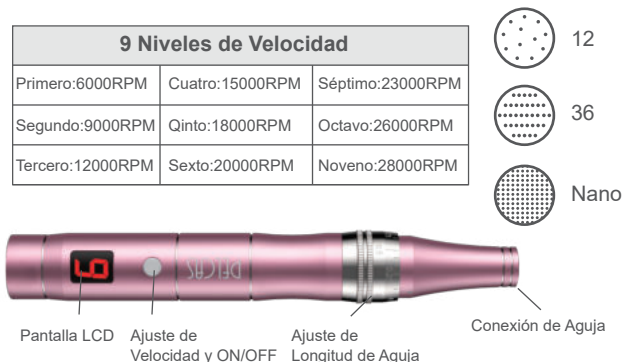 9 Niveles de Velocidad
Primero:6000RPM Cuatro:15000RPM Séptimo:23000RPM
Segundo:9000RPM Qinto:18000RPM Octavo:26000RPM
Tercero:12000RPM Sexto:20000RPM Noveno:28000RPM
12
36
Nano
9
Pantalla LCD
Ajuste de
Velocidad y ON/OFF
Ajuste de
Longitud de Aguja
Conexión de Aguja